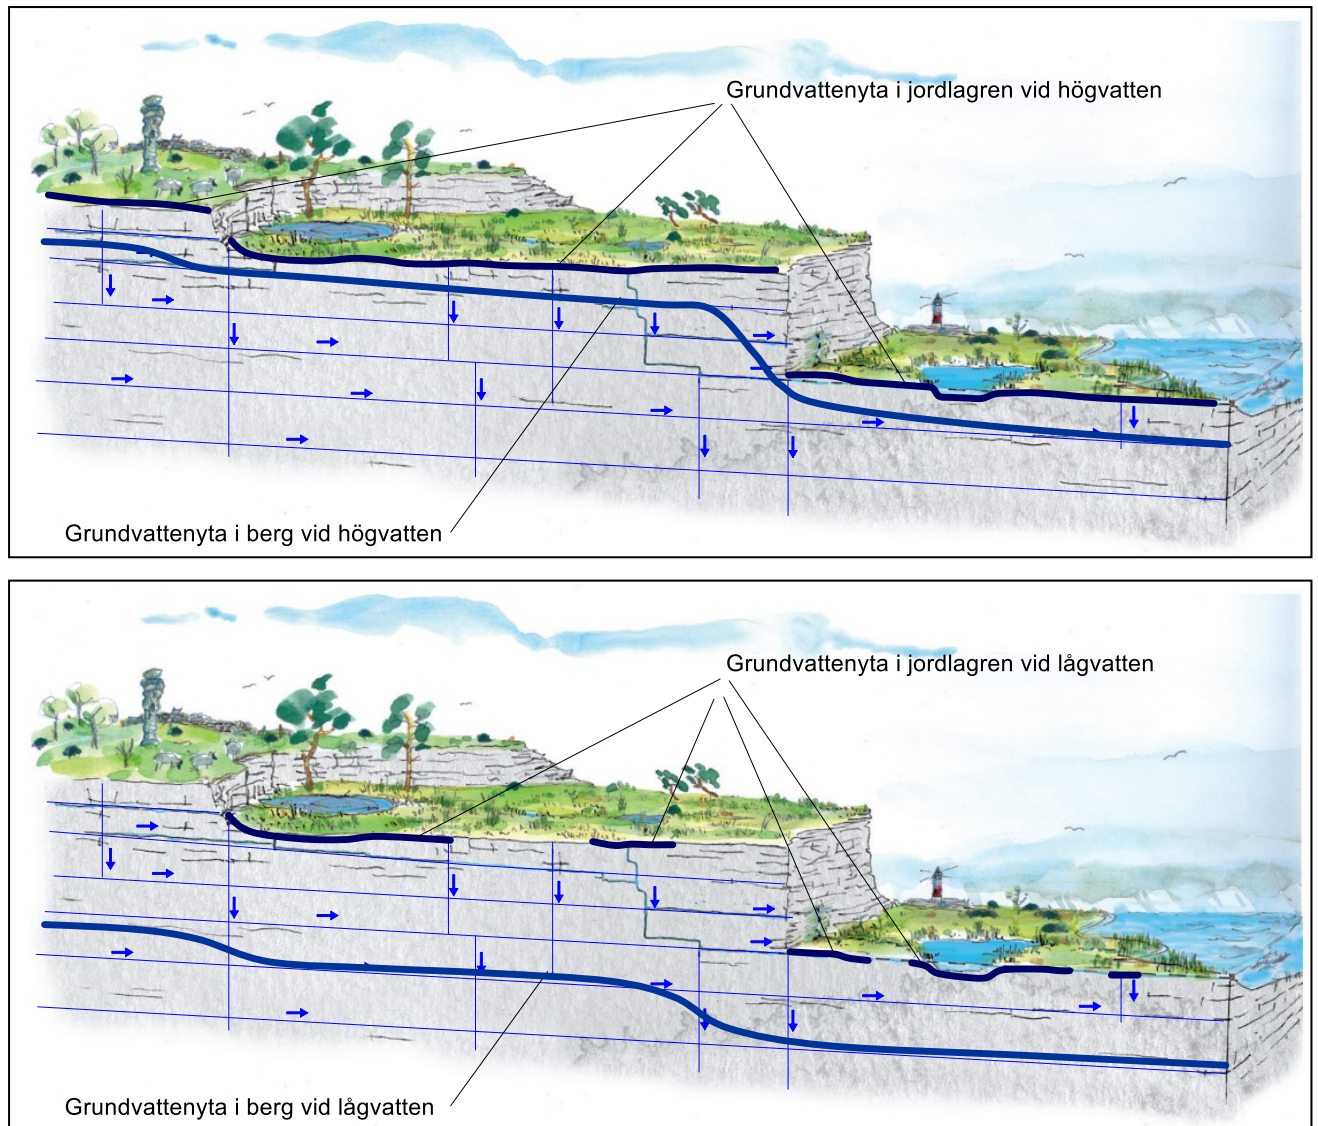 Grundvattenyta i jordlagren vid högvatten
Grundvattenyta i berg vid högvatten
Grundvattenyta i jordlagren vid lågvatten
Grundvattenyta i berg vid lågvatten